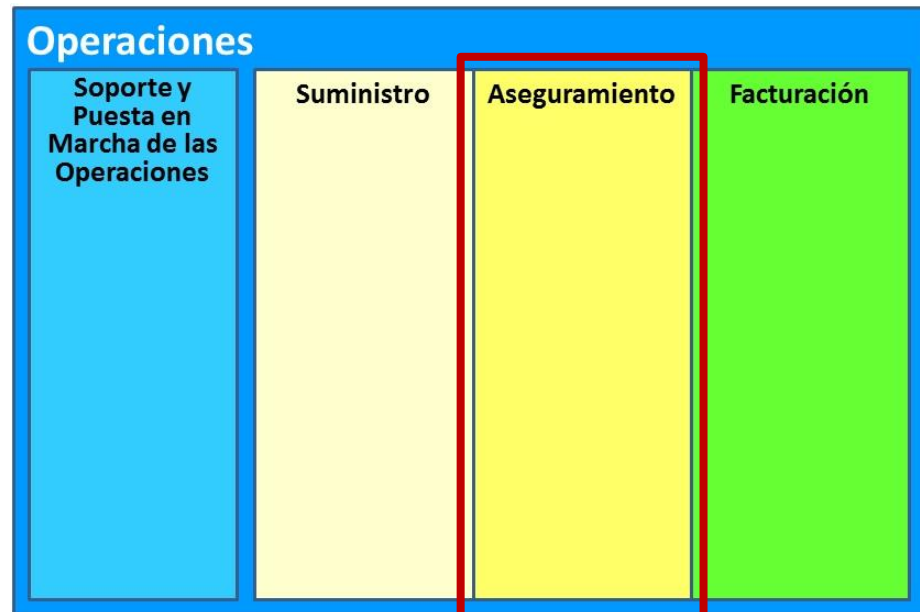 Operaciones
Soporte y
Puesta en
Marcha de las
Operaciones
Suministro
Aseguramiento
Facturación